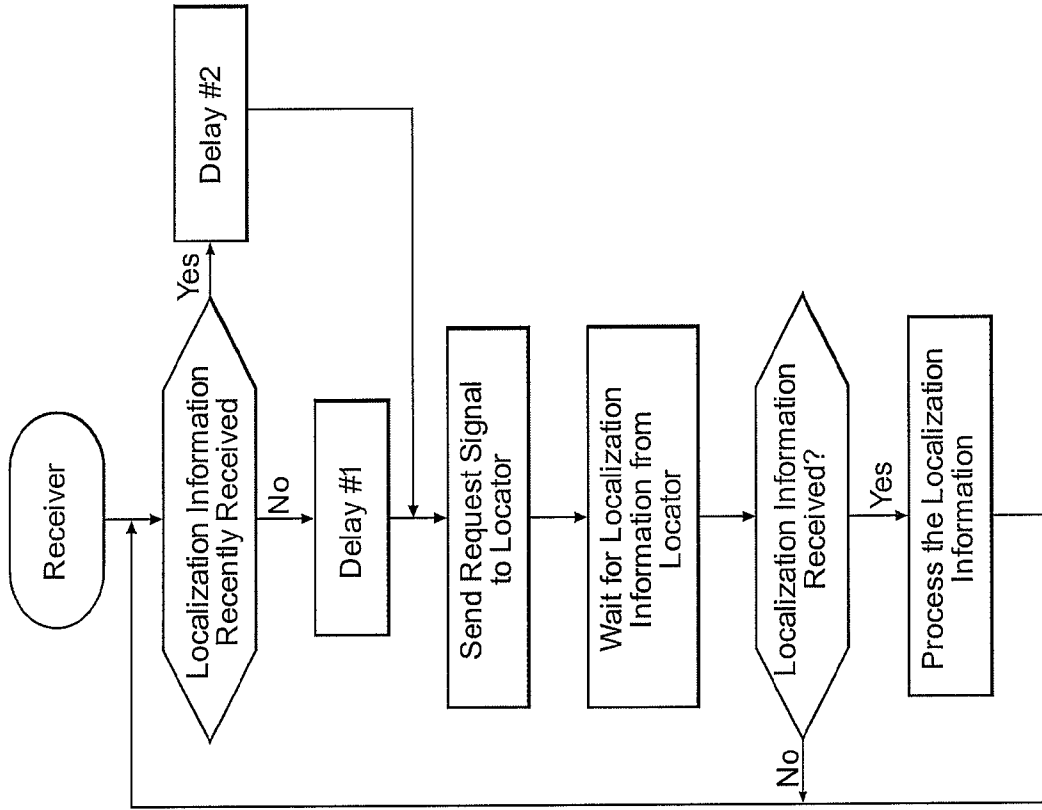 Receiver
Localization Information
Recently Received
Yes
Delay #2
No
Delay #1
Send Request Signal
to Locator
Wait for Localization
Information from
Locator
Localization Information
Received?
No
Yes
Process the Localization
Information